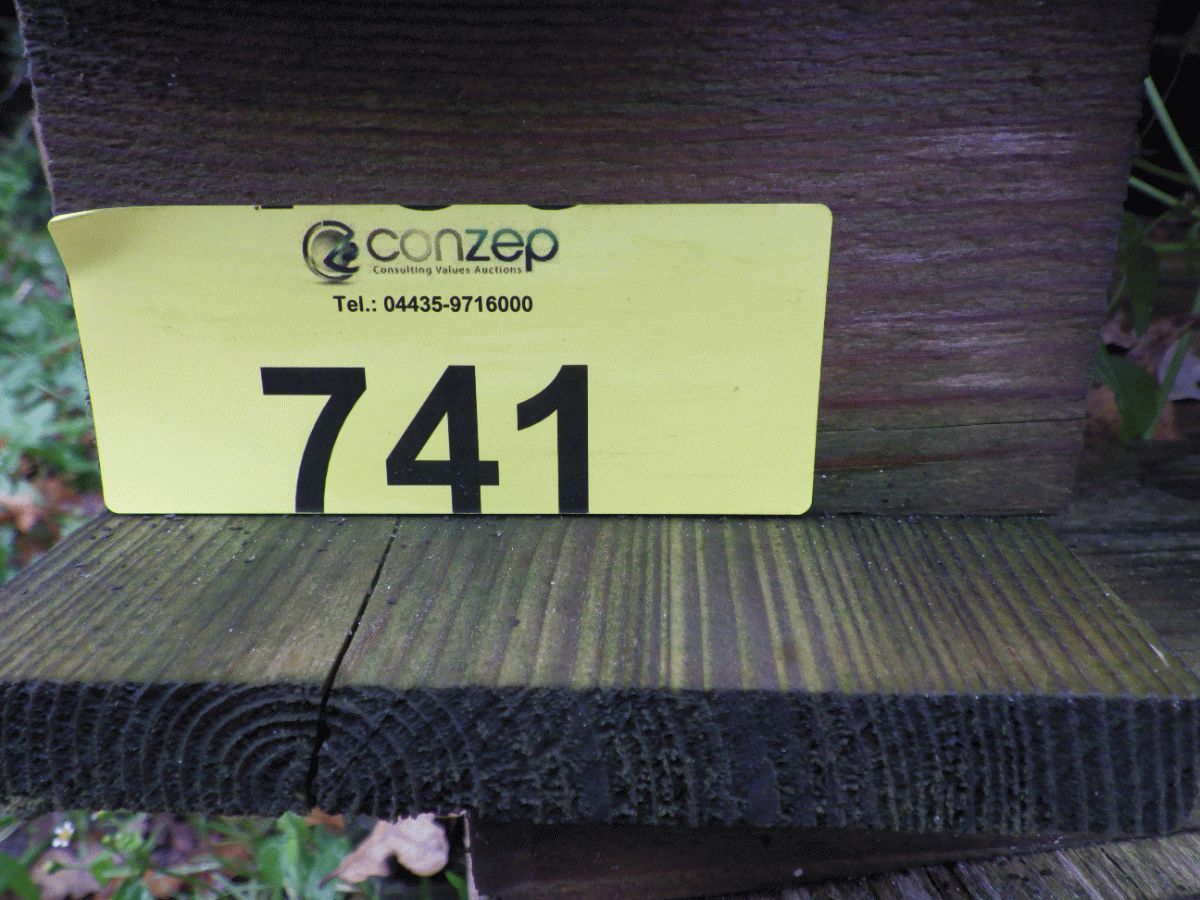 conzep
Consulting Values Auctions
Tel.: 04435-9716000
741